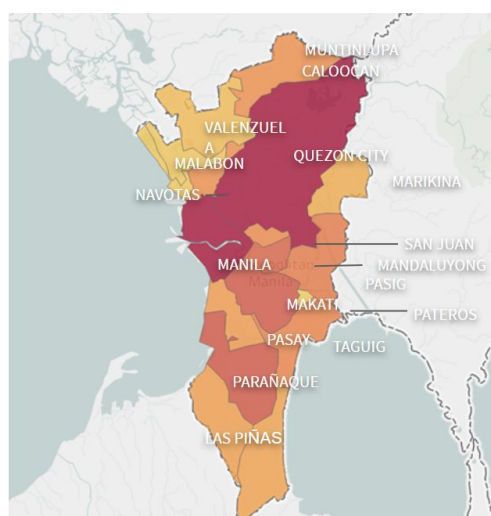 MUNTINLUPA
CALOOCAN
VALENZUEL
A
QUEZON CITY
MALABON
MARIKINA
NAVOTAS
SAN JUAN
MANILA
MANDALUYONG
Manila
PASIG
MAKATI
PATEROS
PASAY
TAGUIG
PARAÑAQUE
LAS PIÑAS